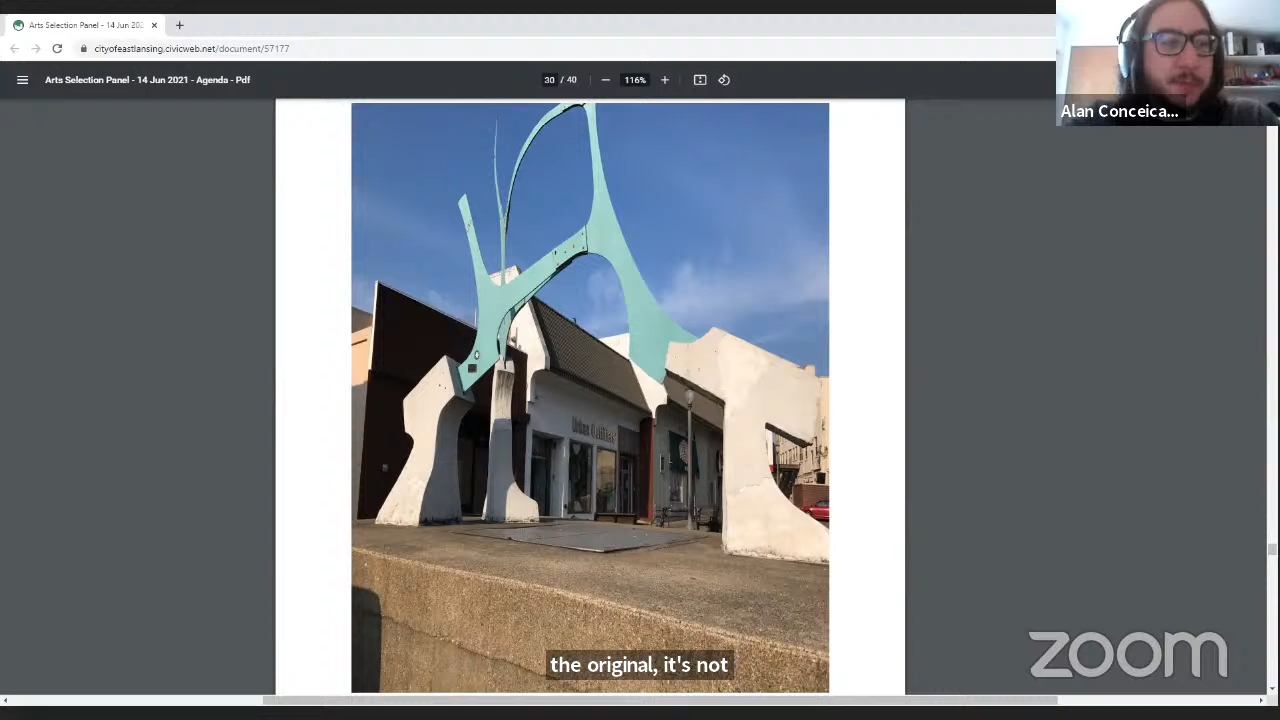 Arts Selection Panel - 14 Jun 202
cityofeastlansing.civicweb.net/document/57177
Arts Selection Panel - 14 Jun 2021 - Agenda - Pdf
30 / 40
116%
Alan Conceica...
Urban Outfitters
the original, it's not
zoom